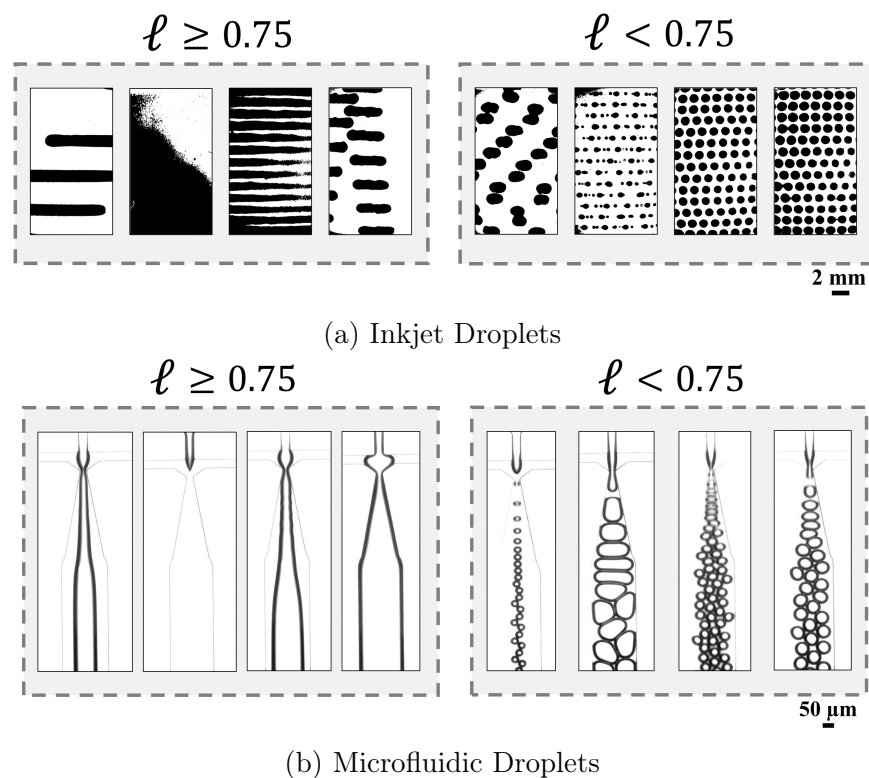 ℓ ≥ 0.75
ℓ < 0.75
2 mm
(a) Inkjet Droplets
ℓ ≥ 0.75
ℓ < 0.75
50 μm
(b) Microfluidic Droplets